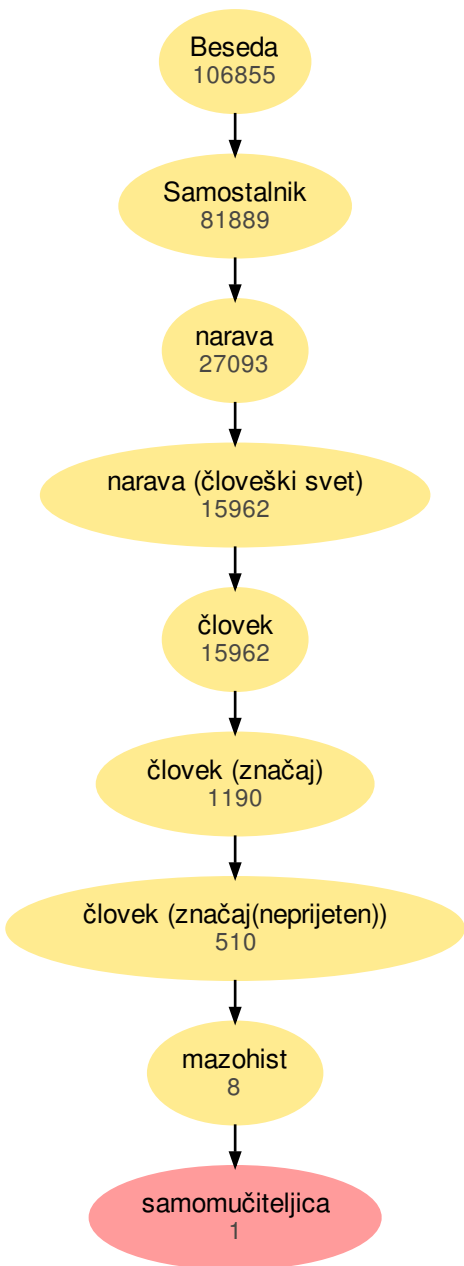 Beseda
106855
Samostalnik
81889
narava
27093
narava (človeški svet)
15962
človek
15962
človek (značaj)
1190
človek (značaj(neprijeten))
510
mazohist
8
samomučiteljica
1